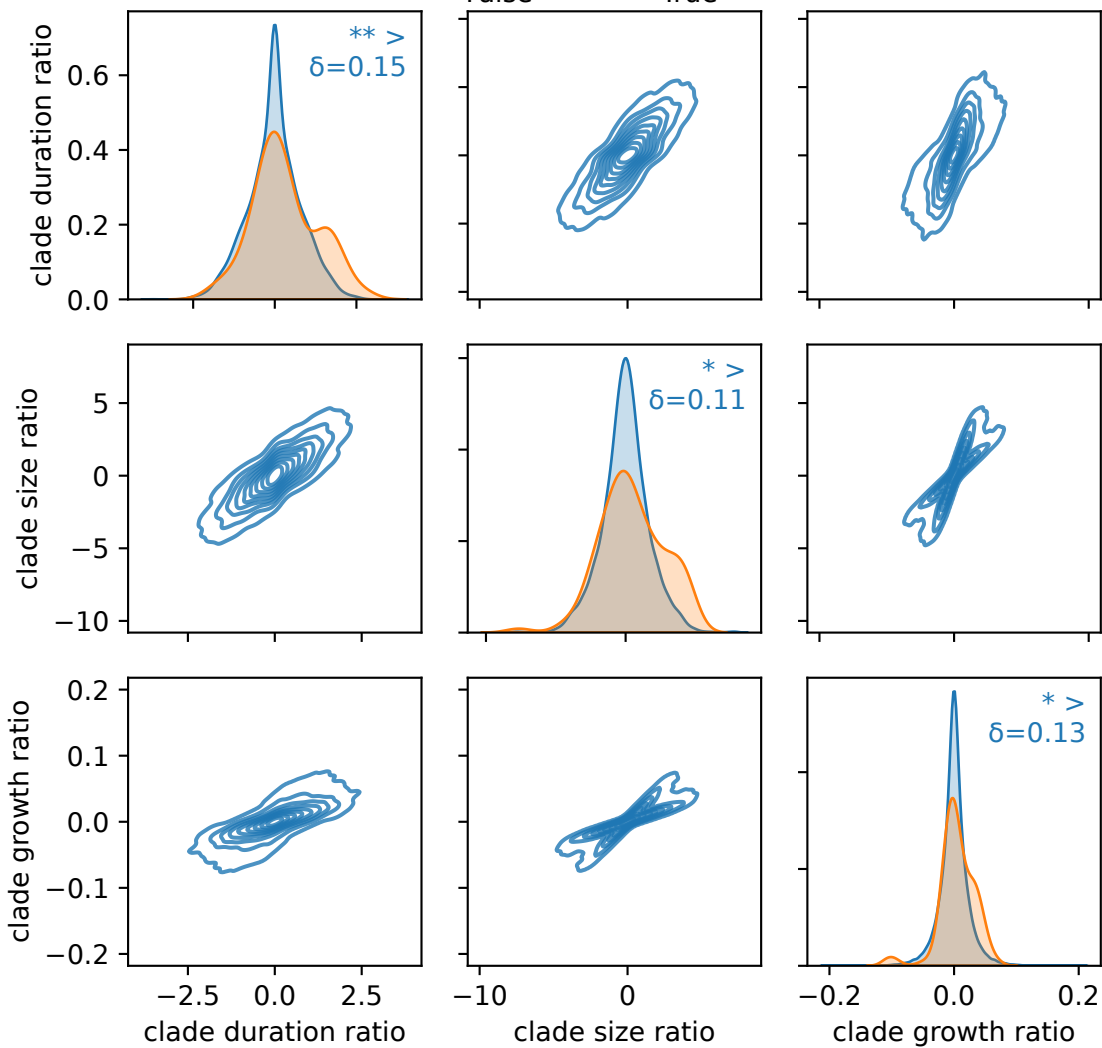 clade duration ratio
0.6
0.4
0.2
0.0
** >
δ=0.15
clade size ratio
5
0
−5
−10
* >
δ=0.11
clade growth ratio
0.2
0.1
0.0
−0.1
−0.2
* >
δ=0.13
−2.5 0.0 2.5
−10 0
−0.2 0.0 0.2
clade duration ratio
clade size ratio
clade growth ratio